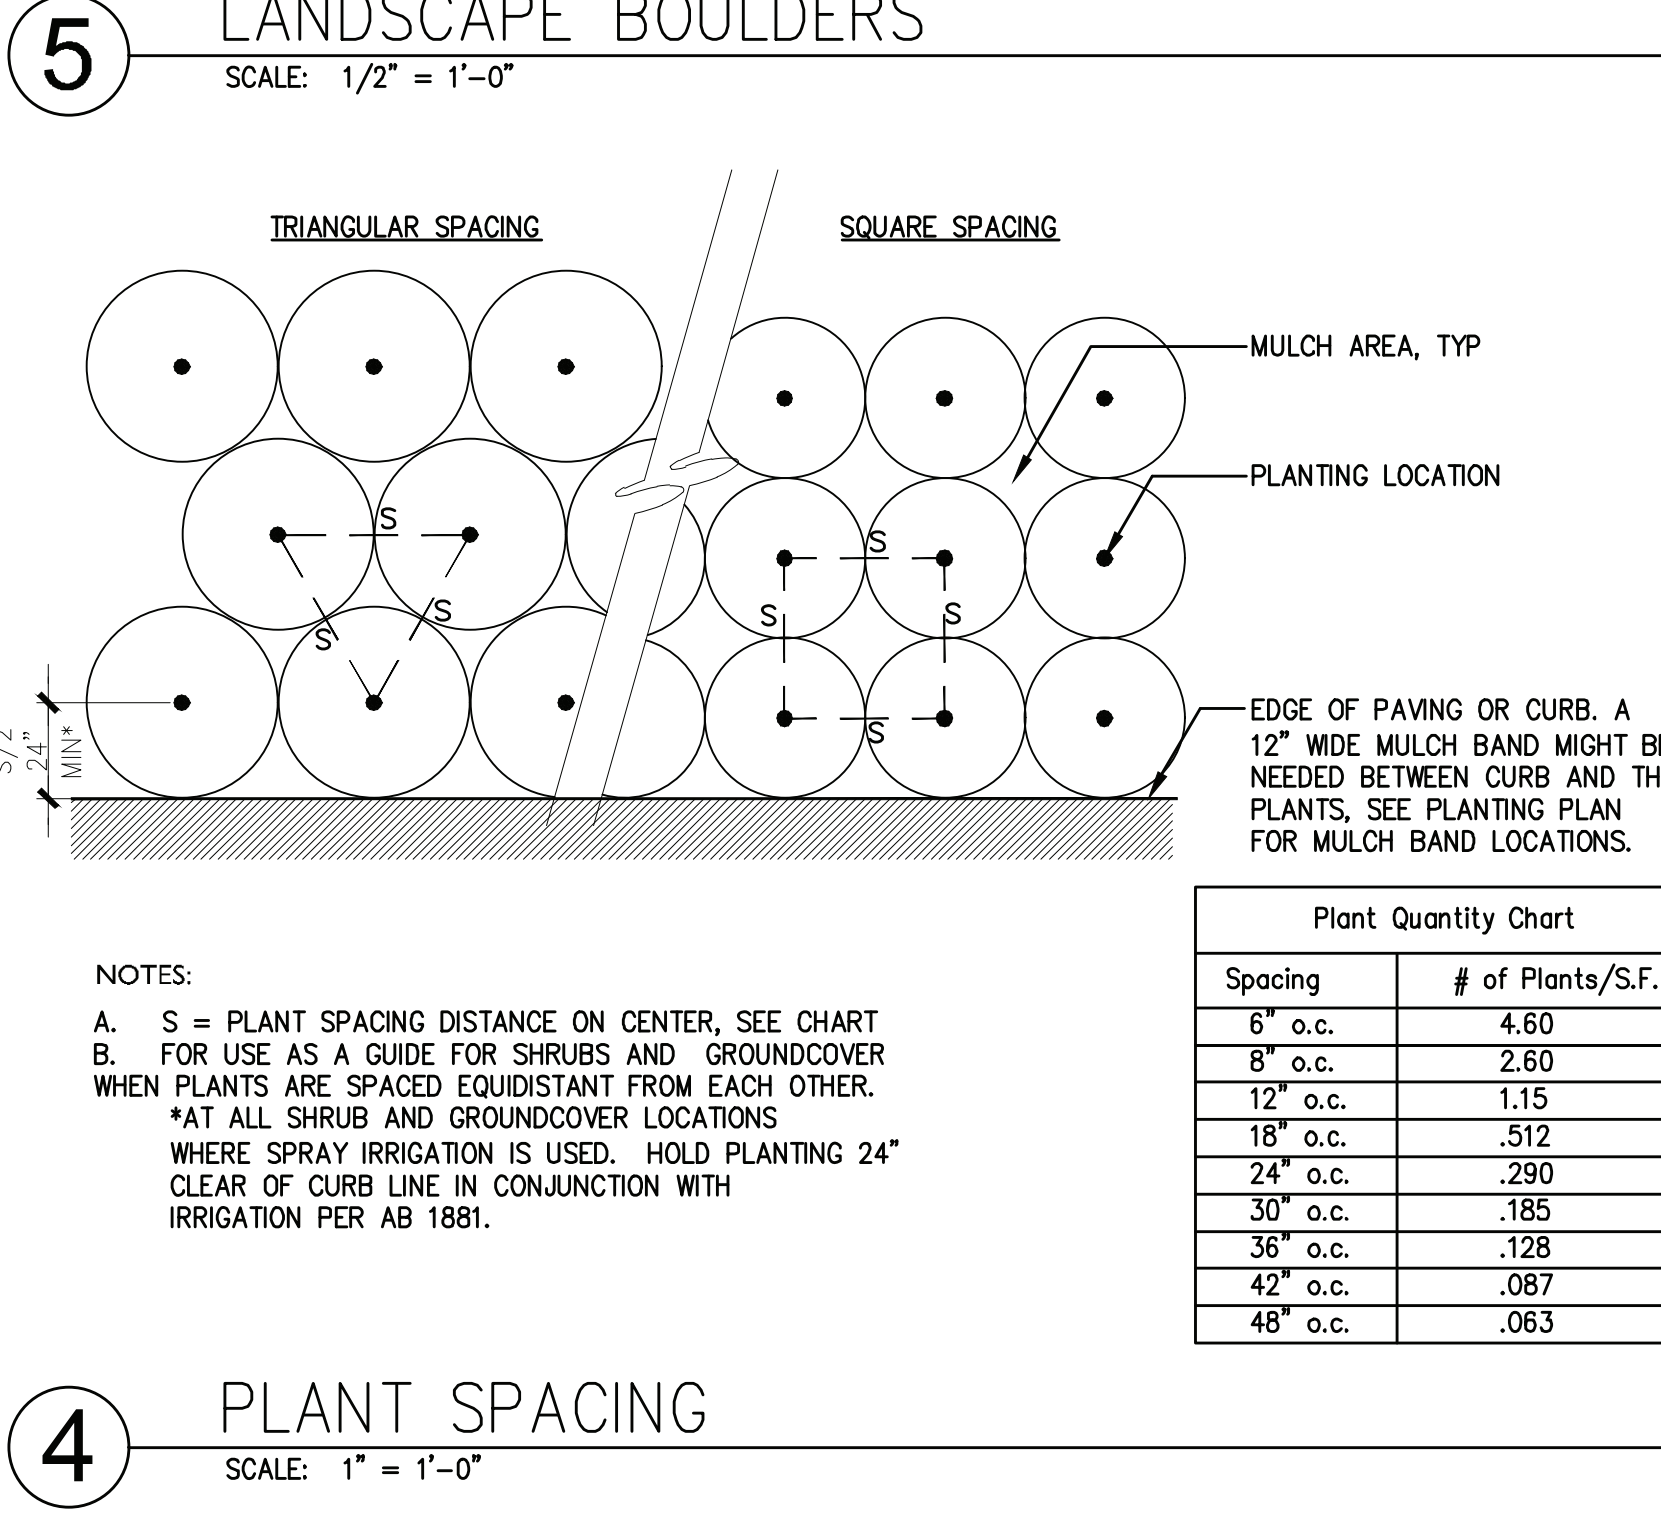 5
LANDSCAPE BOULDERS
SCALE: 1/2" = 1'-0"
TRIANGULAR SPACING
SQUARE SPACING
MULCH AREA, TYP
PLANTING LOCATION
S
S
S
S
S
S
S
S/2
24"
MIN*
EDGE OF PAVING OR CURB. A
12" WIDE MULCH BAND MIGHT
NEEDED BETWEEN CURB AND
PLANTS, SEE PLANTING PLAN
FOR MULCH BAND LOCATIONS.
Plant Quantity Chart
Spacing # of Plants/S.F.
6" o.c. 4.60
8" o.c. 2.60
12" o.c. 1.15
18" o.c. .512
24" o.c. .290
30" o.c. .185
36" o.c. .128
42" o.c. .087
48" o.c. .063
NOTES:
A. S = PLANT SPACING DISTANCE ON CENTER, SEE CHART
B. FOR USE AS A GUIDE FOR SHRUBS AND GROUNDCOVER
WHEN PLANTS ARE SPACED EQUIDISTANT FROM EACH OTHER.
*AT ALL SHRUB AND GROUNDCOVER LOCATIONS
WHERE SPRAY IRRIGATION IS USED. HOLD PLANTING 24"
CLEAR OF CURB LINE IN CONJUNCTION WITH
IRRIGATION PER AB 1881.
4
PLANT SPACING
SCALE: 1" = 1'-0"